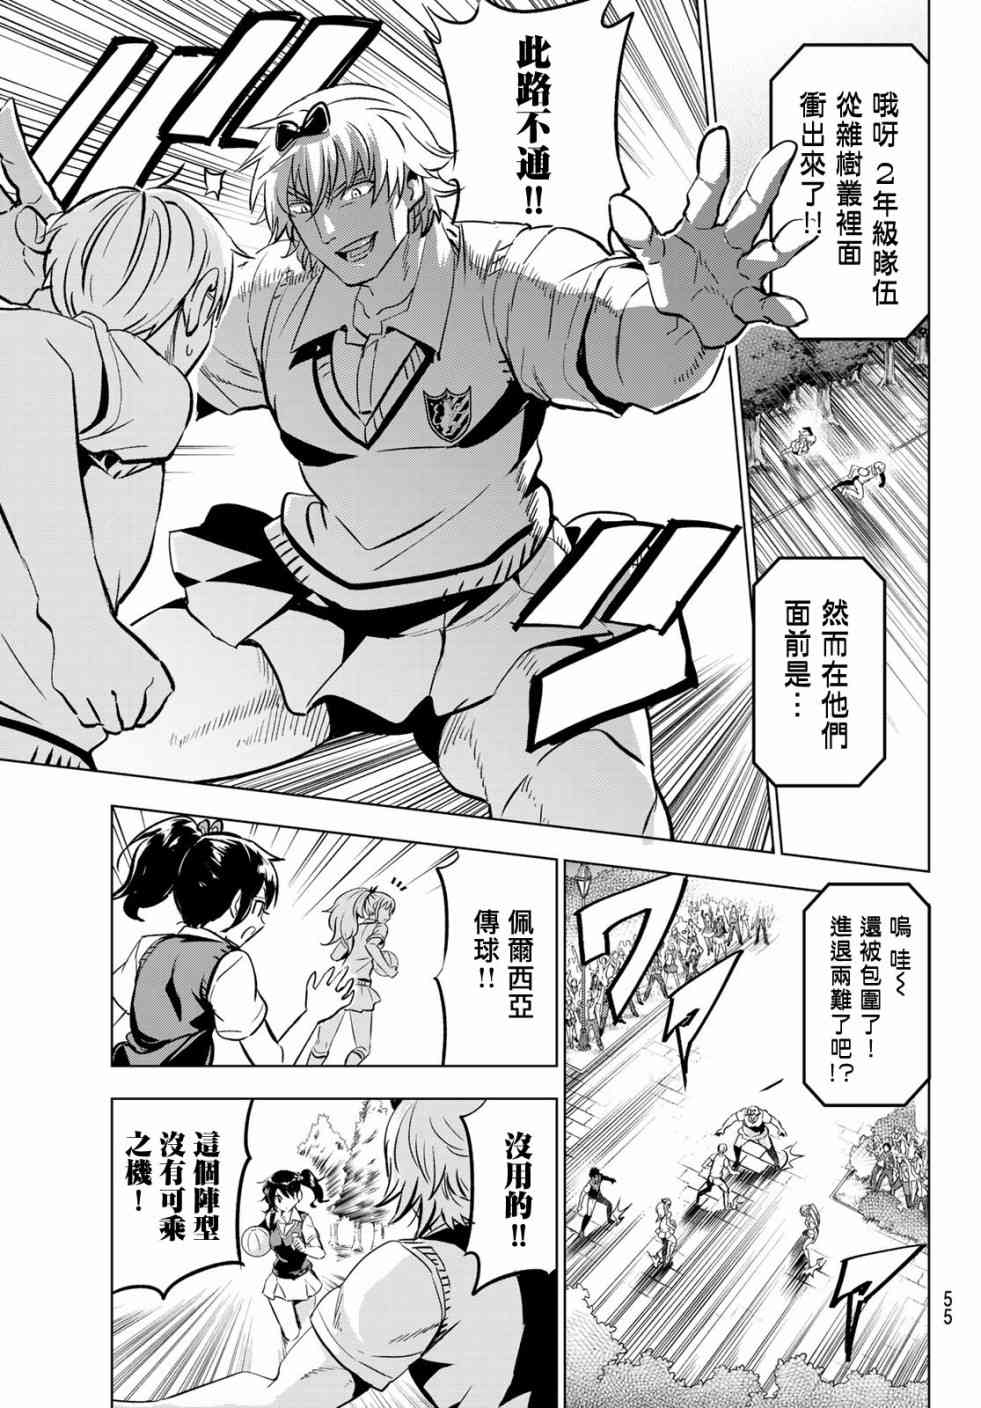 哦呀 2年級隊伍
從雜樹叢裡面
衝出來了!!
此路不通!!
然而在他們
面前是…
嗚哇~
還被包圍了!
進退兩難了吧!?
佩爾西亞
傳球!!
沒用的!!
這個陣型
沒有可乘
之機!
55